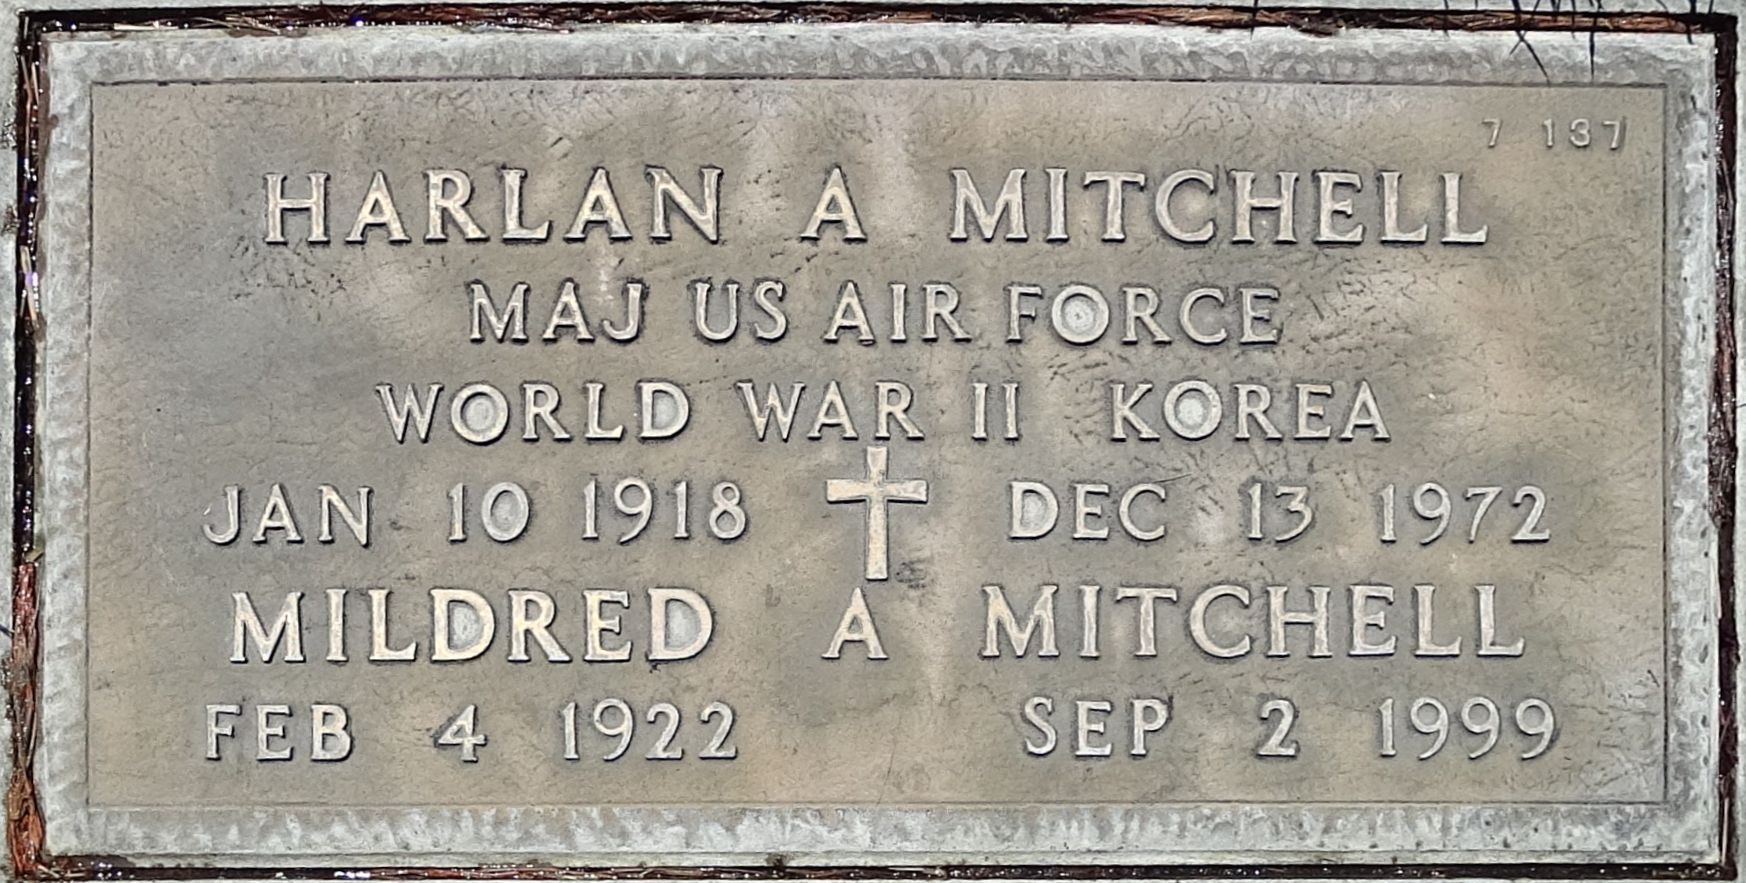 7 137
HARLAN A MITCHELL
MAJ US AIR FORCE
WORLD WAR II KOREA
JAN 10 1918 DEC 13 1972
MILDRED A MITCHELL
FEB 4 1922 SEP 2 1999